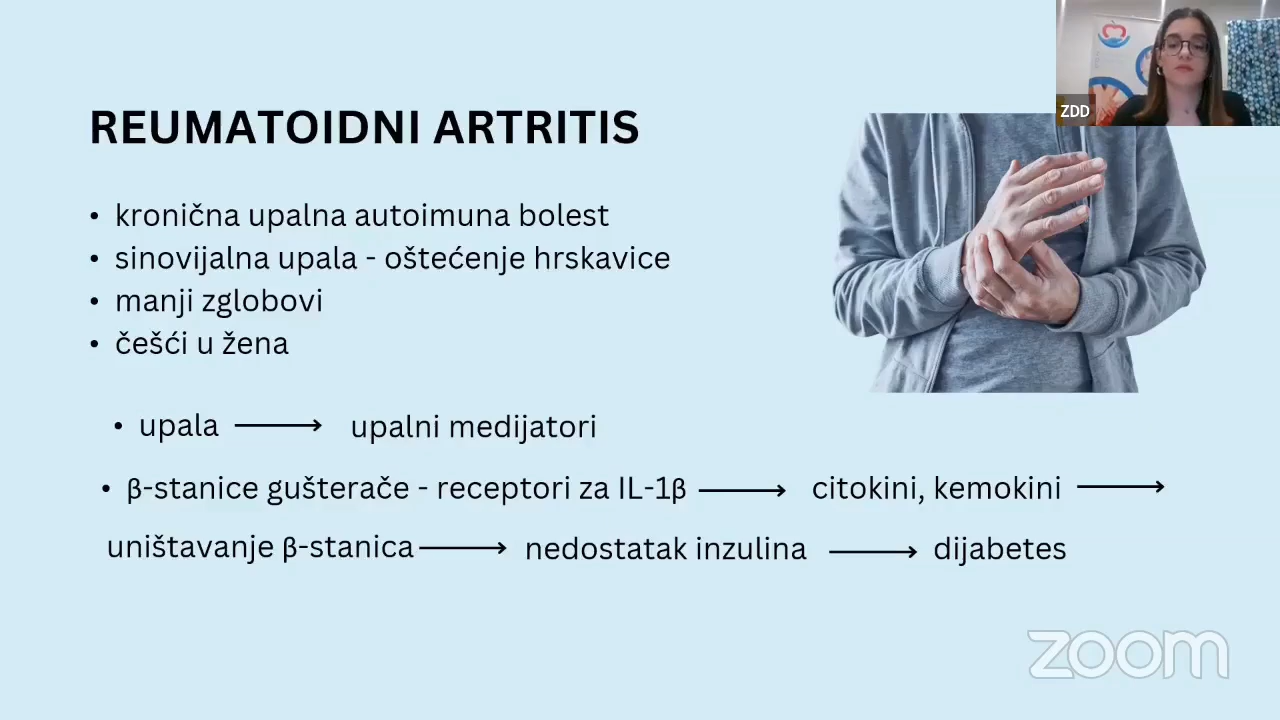 ZDD
REUMATOIDNI ARTRITIS
• kronična upalna autoimuna bolest
• sinovijalna upala - oštećenje hrskavice
• manji zglobovi
• češći u žena
• upala ⟶ upalni medijatori
• β-stanice gušterače - receptori za IL-1β ⟶ citokini, kemokini ⟶
uništavanje β-stanica ⟶ nedostatak inzulina ⟶ dijabetes
zoom